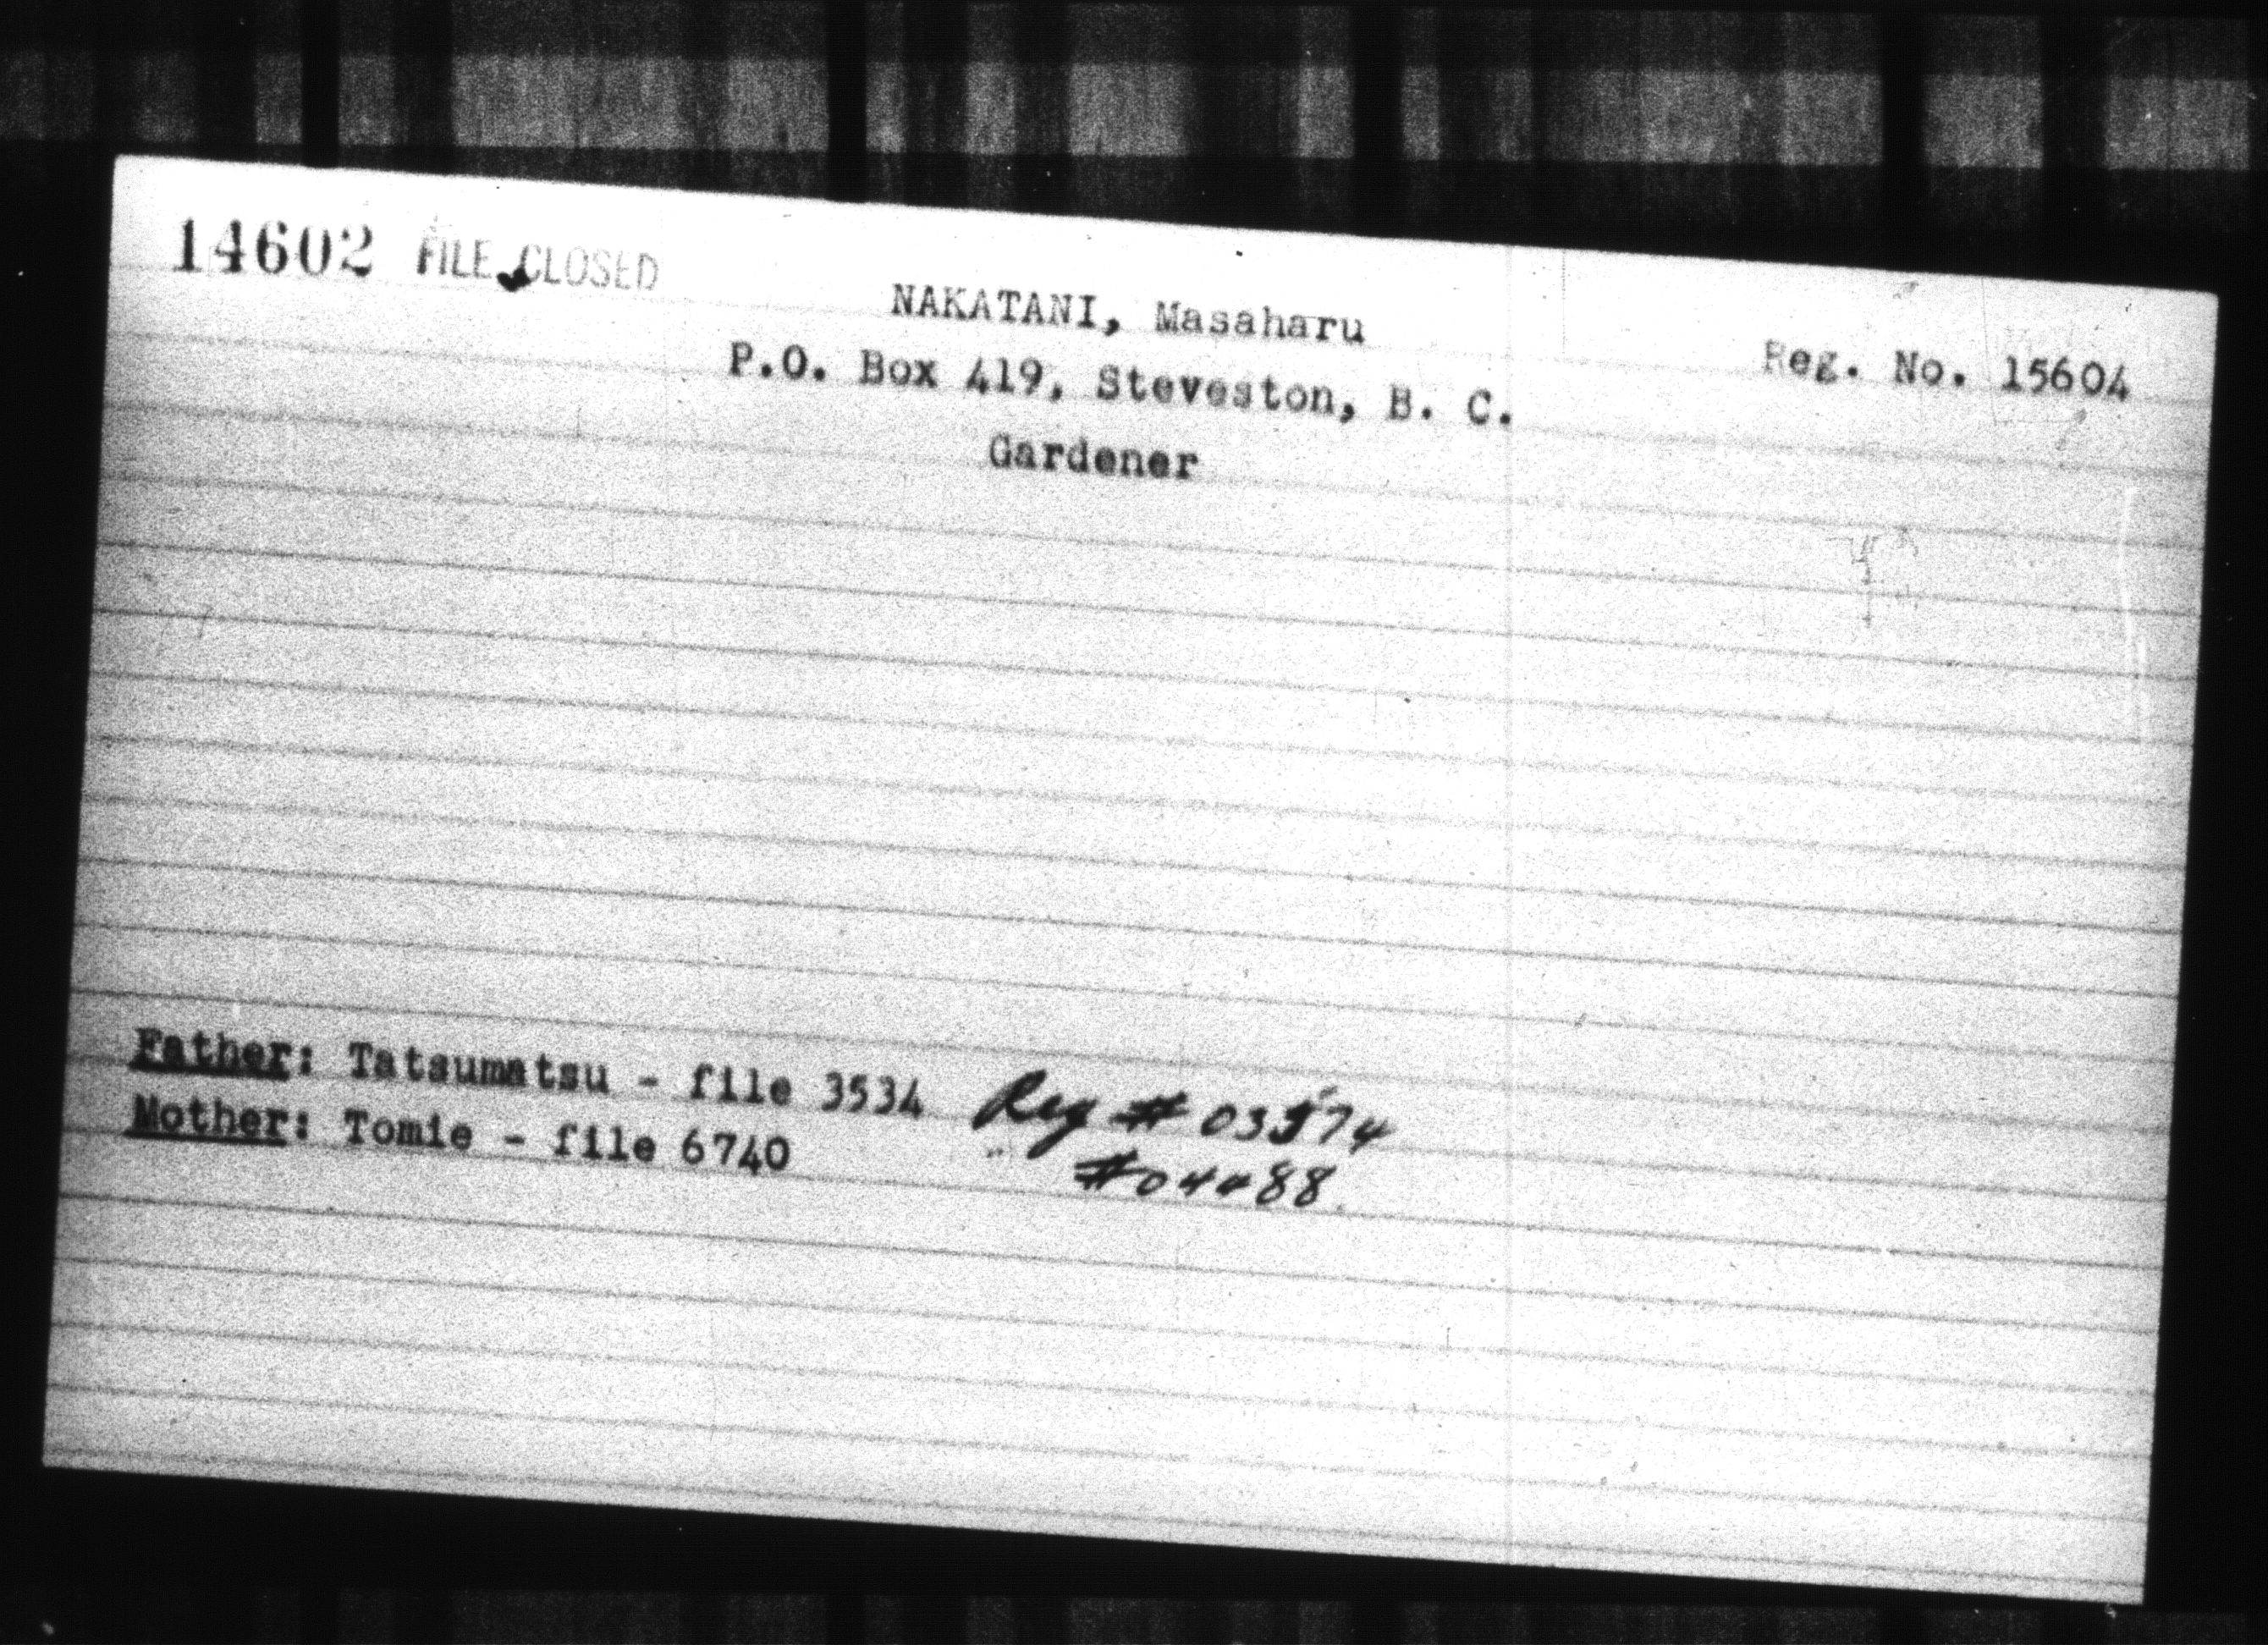 14602 FILE CLOSED
NAKATANI, Masaharu
Reg. No. 15604
P.O. Box 419, Steveston, B. C.
Gardener
Father: Tatsumatsu - file 3534 Reg # 03574
Mother: Tomie - file 6740 " #04488.